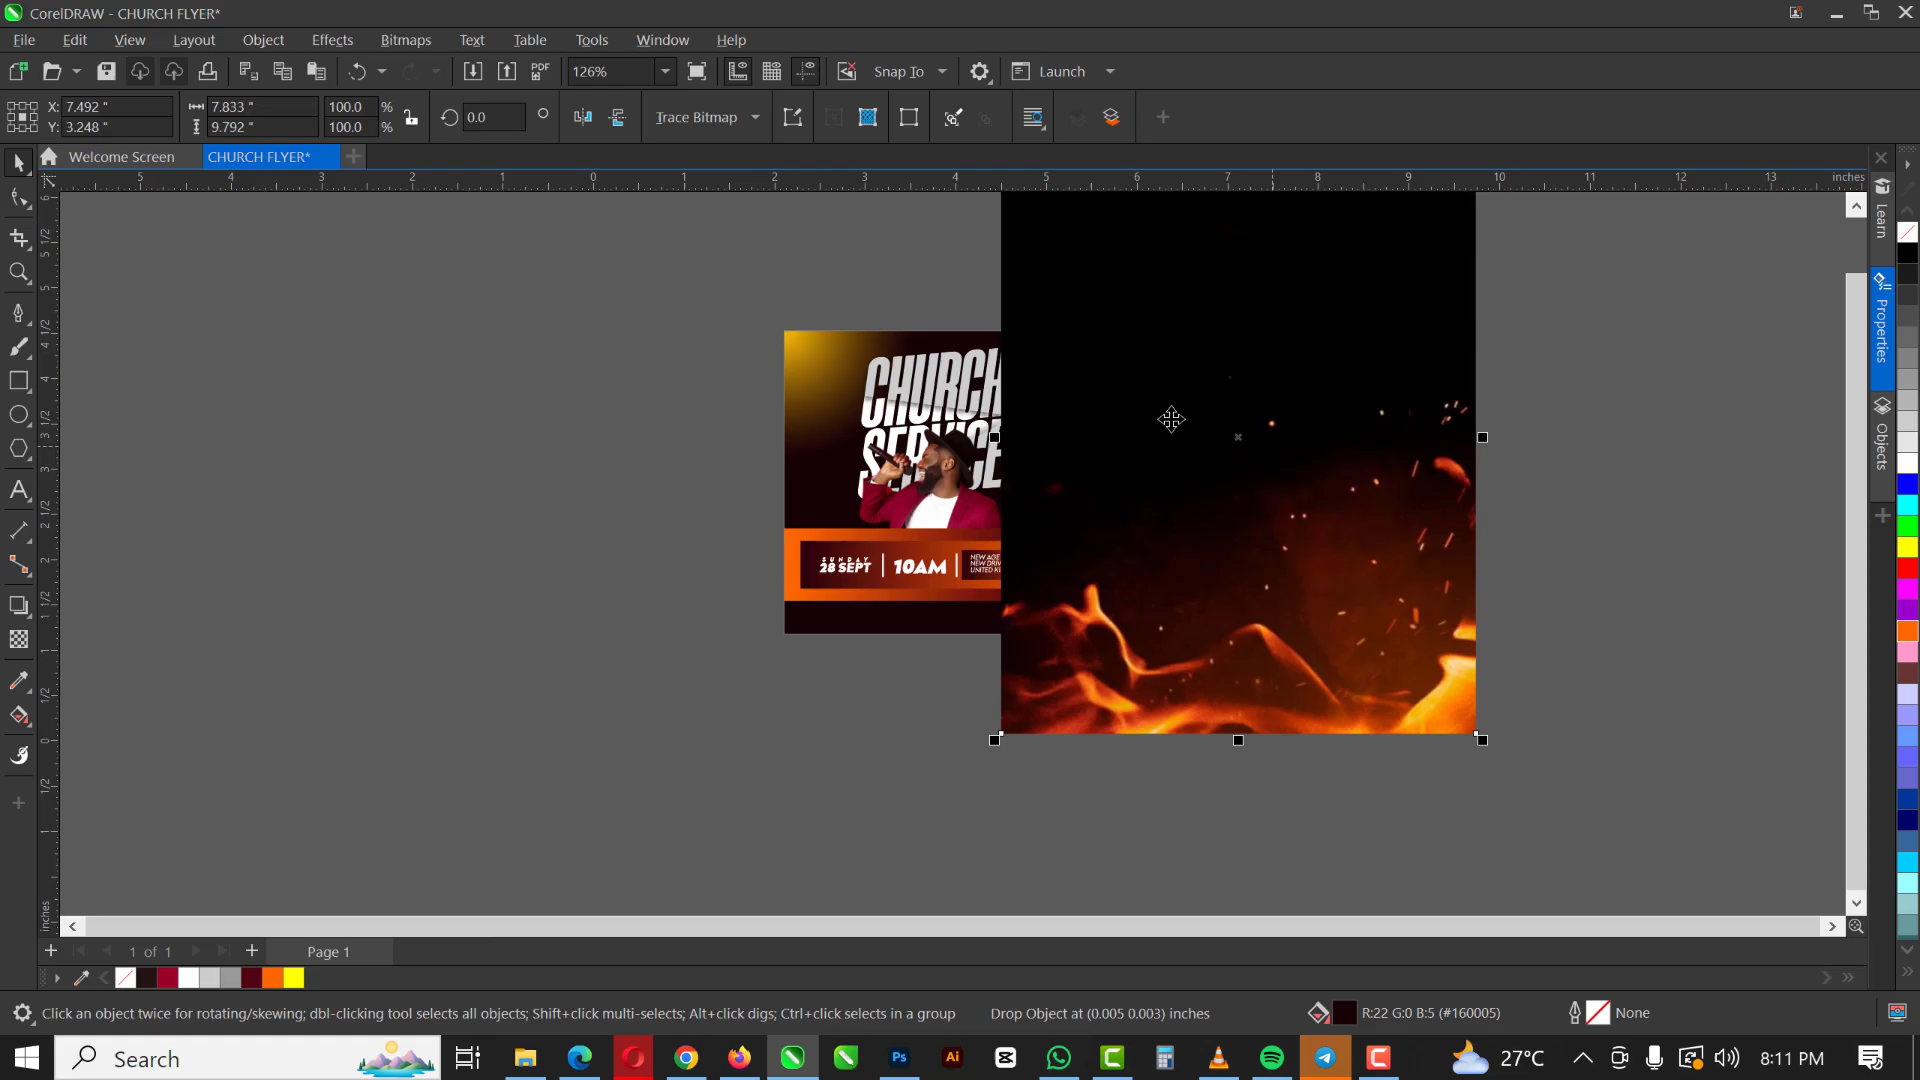 CorelDRAW - CHURCH FLYER*
File Edit View Layout Object Effects Bitmaps Text Table Tools Window Help
PDF 126% Snap To Launch
X: 7.492 " 7.833 " 100.0 % 0.0 Trace Bitmap
Y: 3.248 " 9.792 " 100.0 %
Welcome Screen CHURCH FLYER*
5 4 3 2 1 0 1 2 3 4 5 6 7 8 9 10 11 12 13 inches
Learn
Properties
Objects
CHURCH
SERVICE
SUNDAY
28 SEPT 10AM
NEW AGE
NEW DRIV
UNITED KI
inches
1 of 1 Page 1
Click an object twice for rotating/skewing; dbl-clicking tool selects all objects; Shift+click multi-selects; Alt+click digs; Ctrl+click selects in a group Drop Object at (0.005 0.003) inches R:22 G:0 B:5 (#160005) None
Search Ps Ai 27°C 8:11 PM